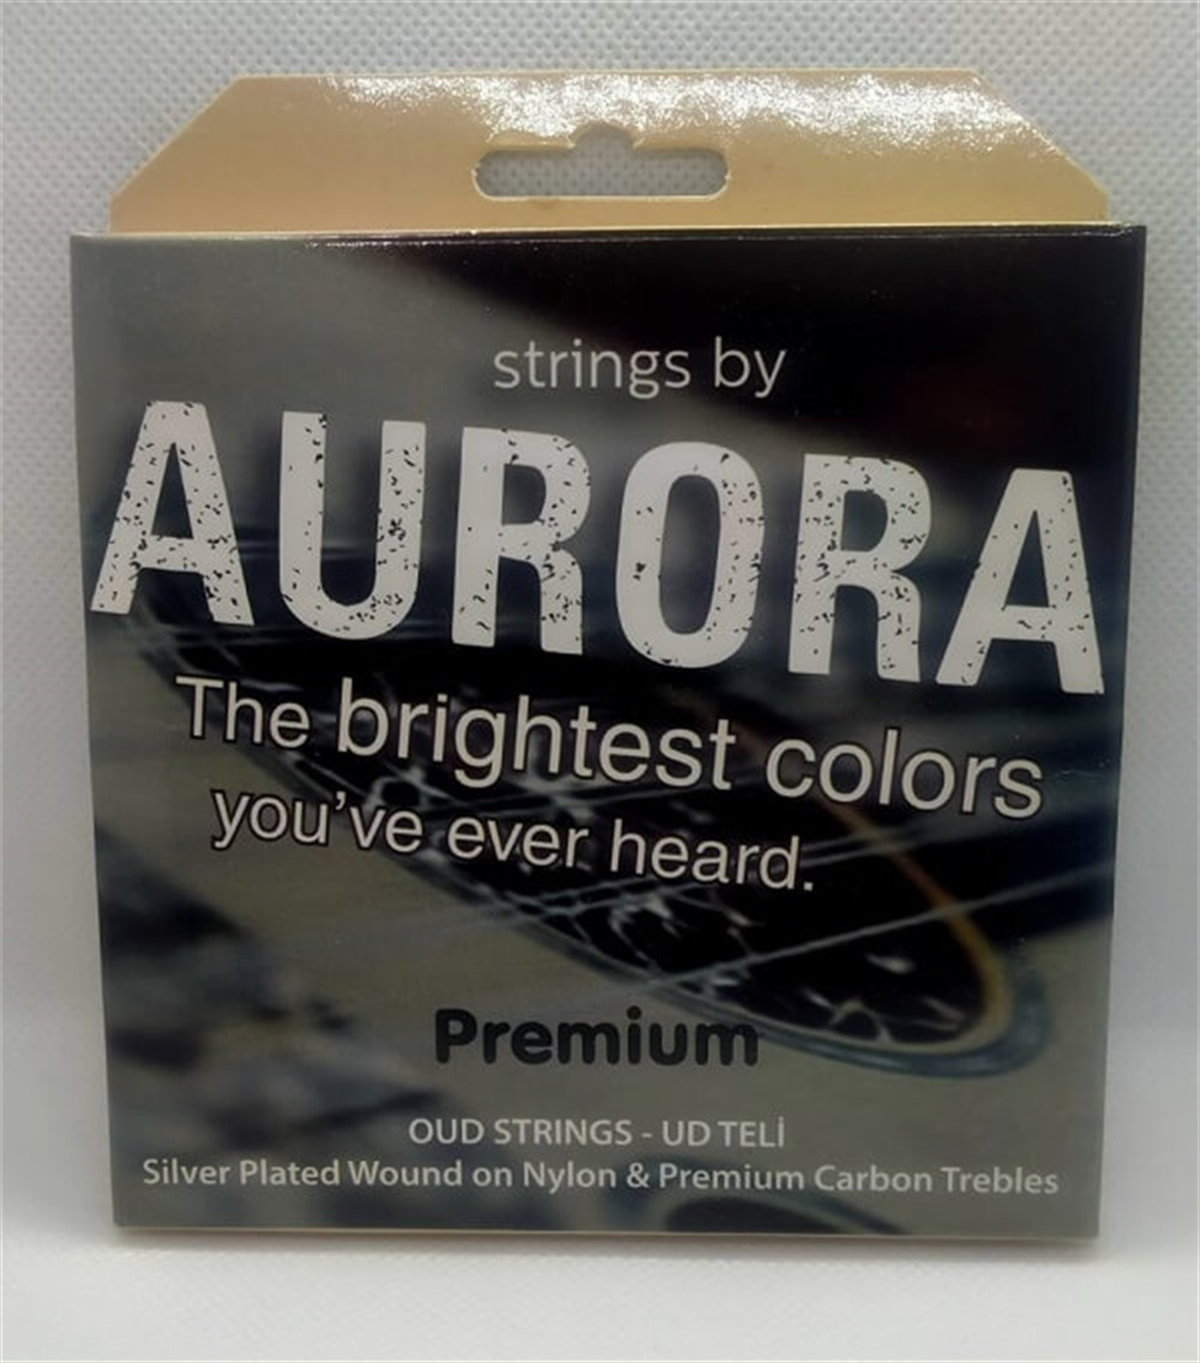 strings by
AURORA
The brightest colors
you've ever heard.
Premium
OUD STRINGS - UD TELİ
Silver Plated Wound on Nylon & Premium Carbon Trebles